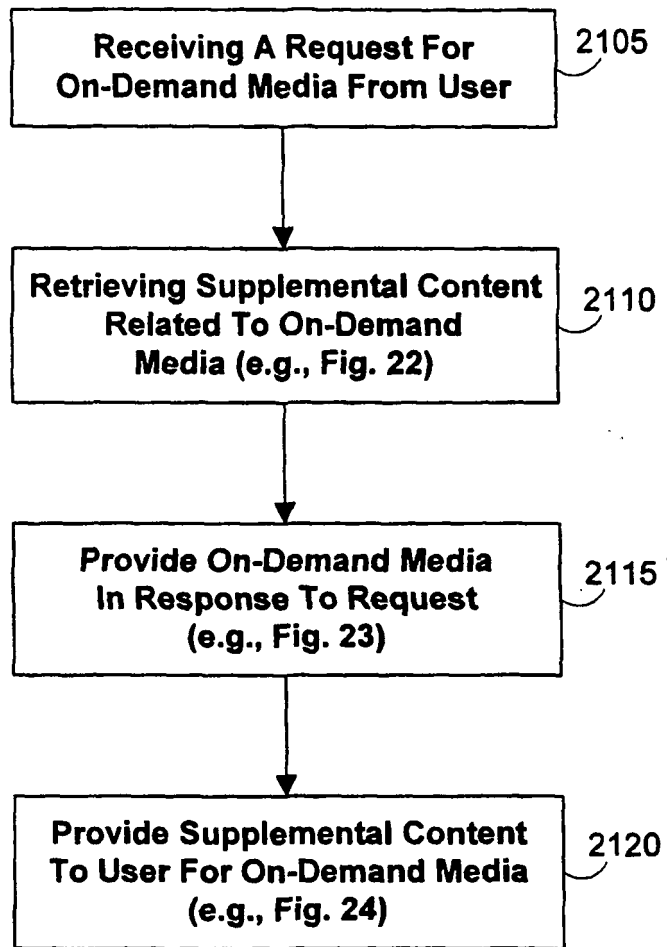 Receiving A Request For
On-Demand Media From User
2105
Retrieving Supplemental Content
Related To On-Demand
Media (e.g., Fig. 22)
2110
Provide On-Demand Media
In Response To Request
(e.g., Fig. 23)
2115
Provide Supplemental Content
To User For On-Demand Media
(e.g., Fig. 24)
2120